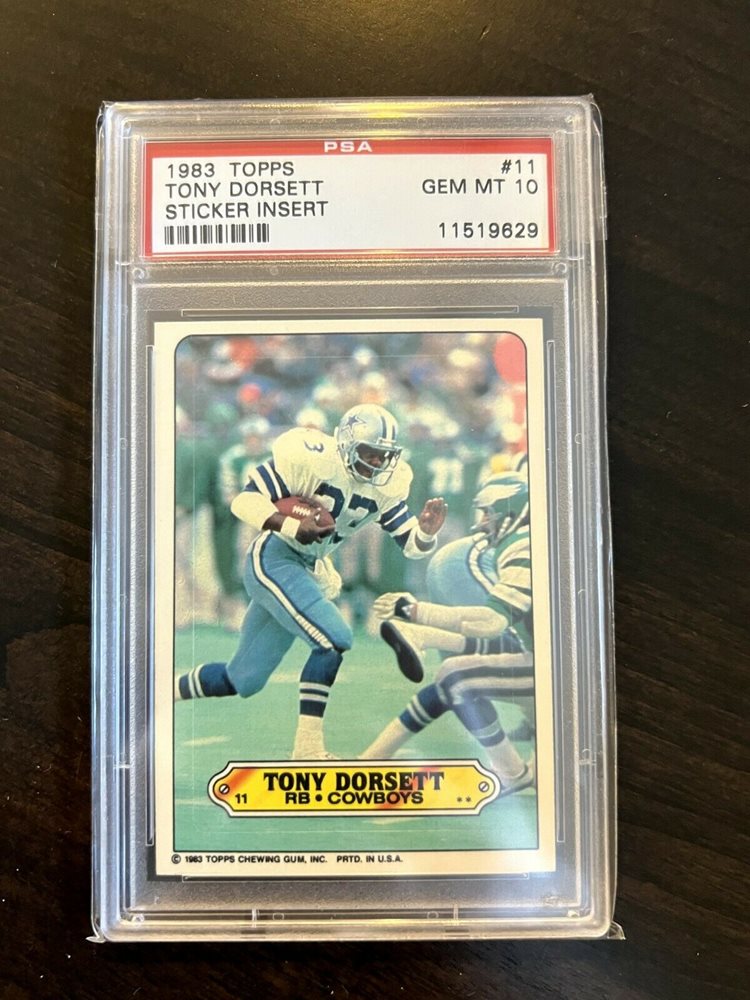 PSA
1983 TOPPS #11
TONY DORSETT GEM MT 10
STICKER INSERT
11519629
33
TONY DORSETT
11 RB • COWBOYS **
© 1983 TOPPS CHEWING GUM, INC. PRTD. IN U.S.A.